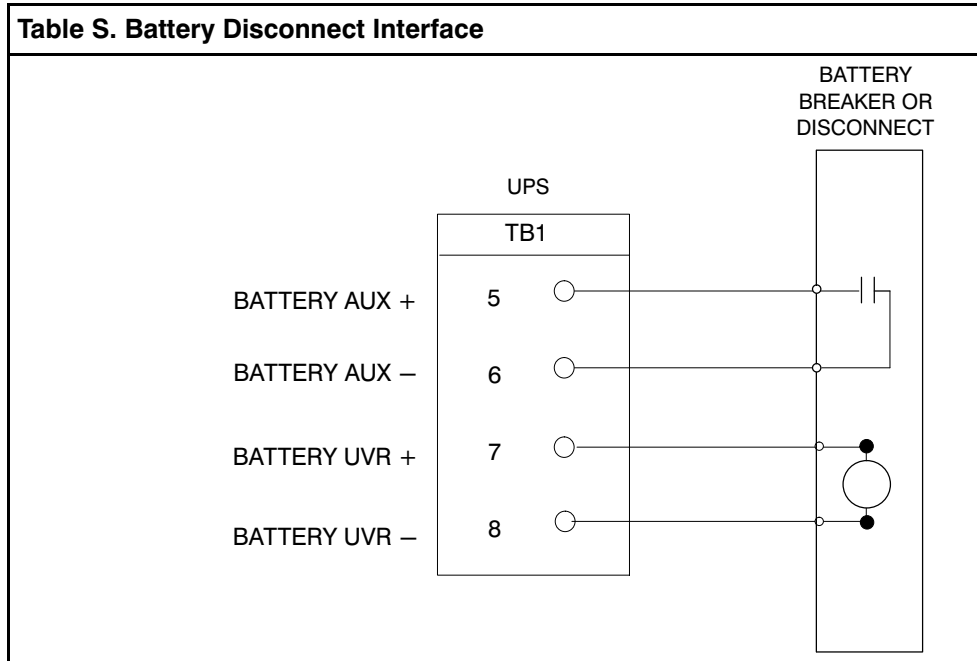 Table S. Battery Disconnect Interface
BATTERY
BREAKER OR
DISCONNECT
UPS
TB1
BATTERY AUX + 5
BATTERY AUX − 6
BATTERY UVR + 7
BATTERY UVR − 8